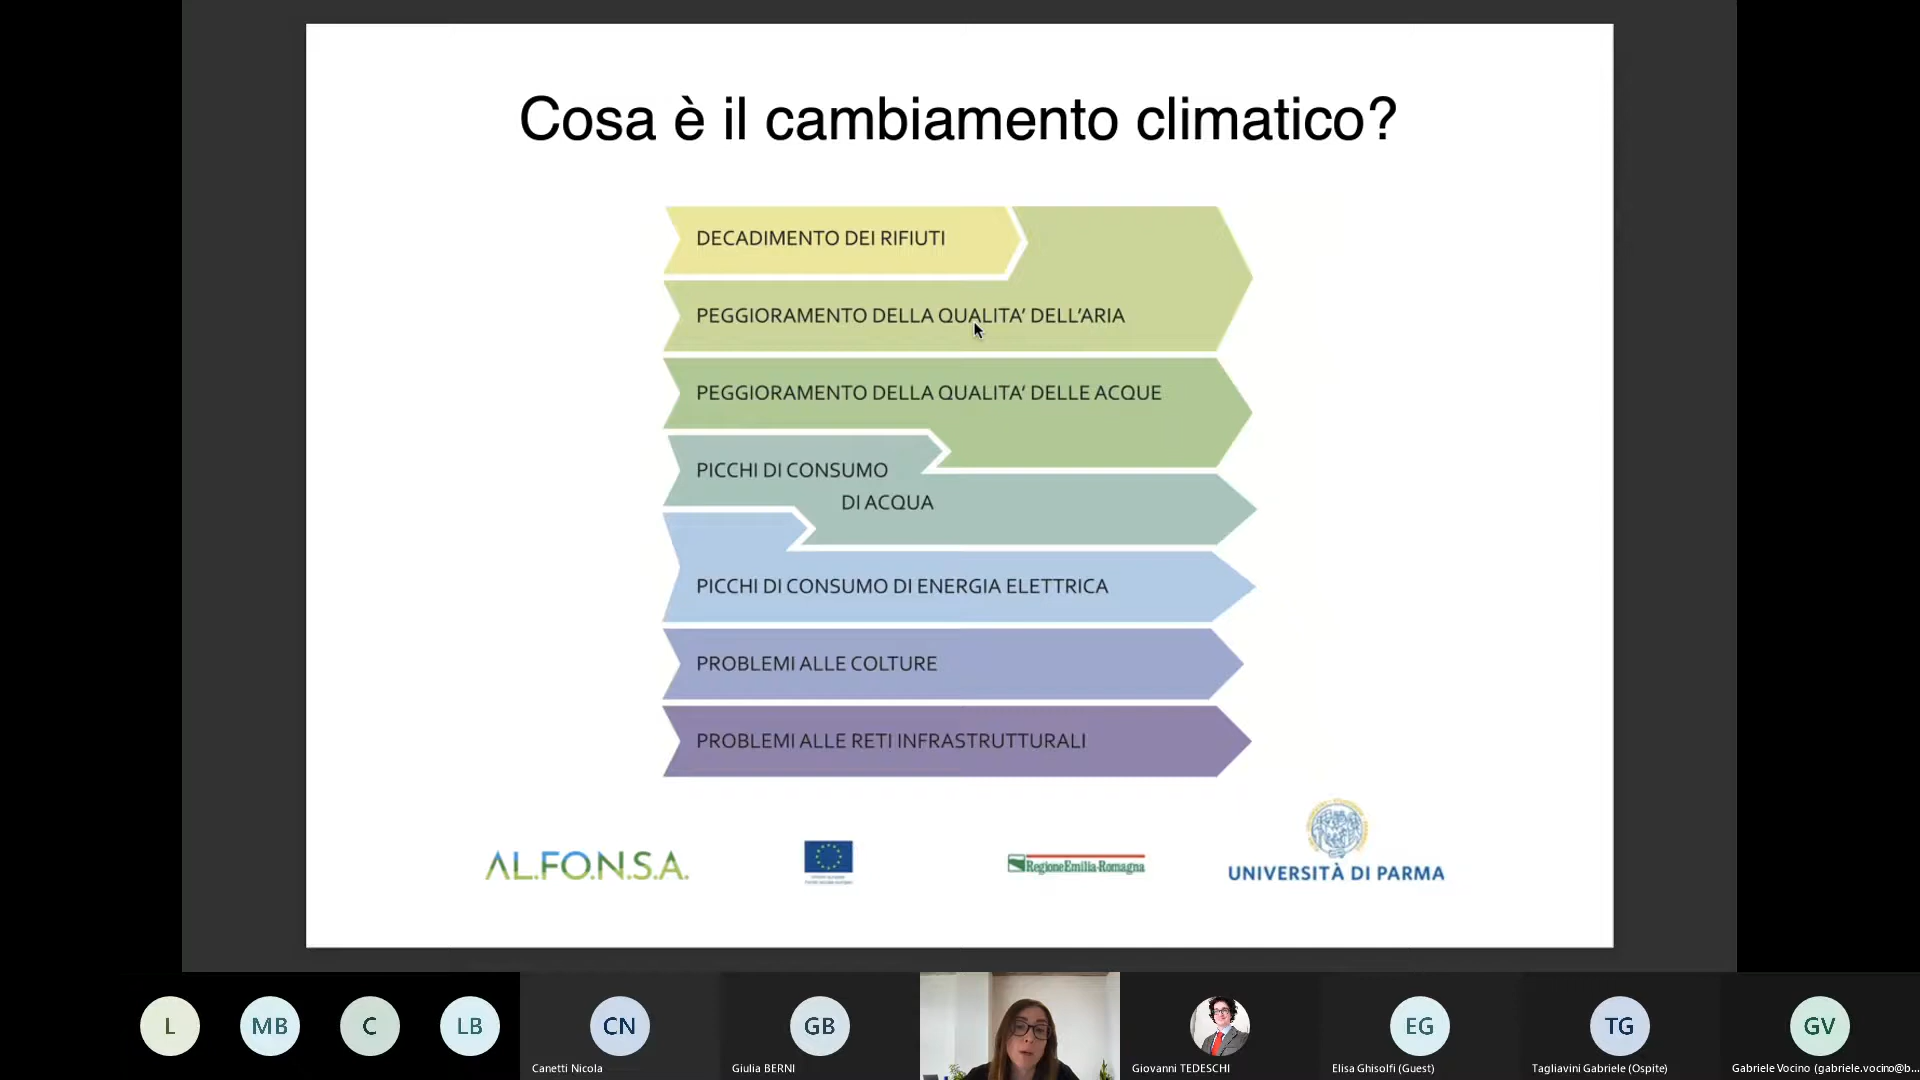 Cosa è il cambiamento climatico?
DECADIMENTO DEI RIFIUTI
PEGGIORAMENTO DELLA QUALITA' DELL'ARIA
PEGGIORAMENTO DELLA QUALITA' DELLE ACQUE
PICCHI DI CONSUMO
DI ACQUA
PICCHI DI CONSUMO DI ENERGIA ELETTRICA
PROBLEMI ALLE COLTURE
PROBLEMI ALLE RETI INFRASTRUTTURALI
AL.FO.N.S.A.
RegioneEmilia-Romagna
UNIVERSITÀ DI PARMA
L
MB
C
LB
CN
GB
EG
TG
GV
Canetti Nicola
Giulia BERNI
Giovanni TEDESCHI
Elisa Ghisolfi (Guest)
Tagliavini Gabriele (Ospite)
Gabriele Vocino (gabriele.vocino@b...